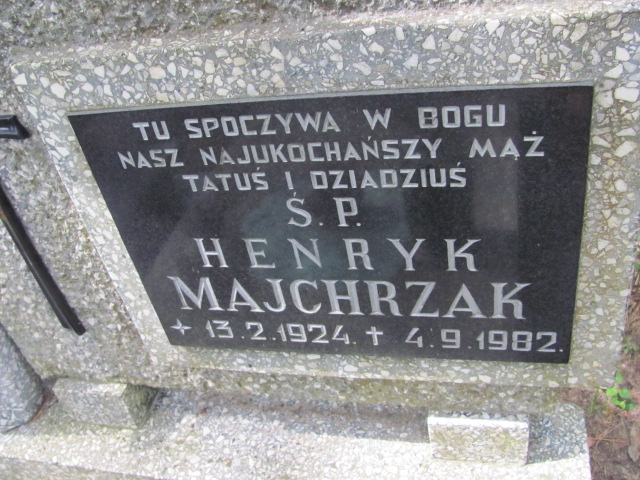 TU SPOCZYWA W BOGU
NASZ NAJUKOCHAŃSZY MĄŻ
TATUŚ I DZIADZIUŚ
Ś.P.
HENRYK
MAJCHRZAK
✦ 13.2.1924. ✝ 4.9.1982.